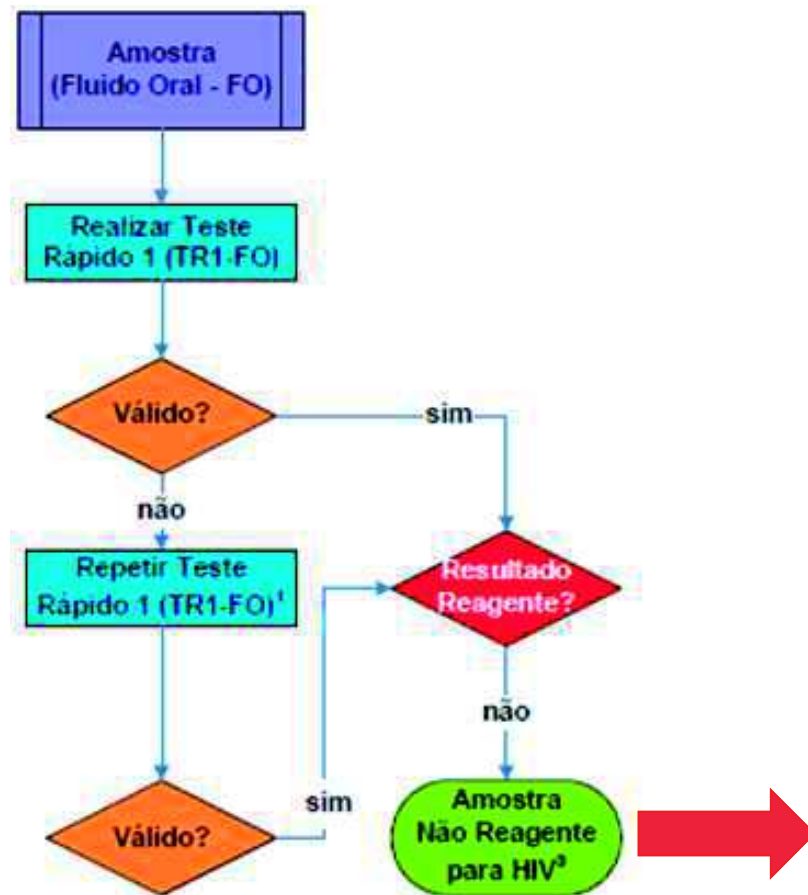 Amostra
(Fluido Oral - FO)
Realizar Teste
Rápido 1 (TR1-FO)
Válido?
sim
não
Repetir Teste
Rápido 1 (TR1-FO)¹
Resultado
Reagente?
não
Válido?
sim
Amostra
Não Reagente
para HIV³